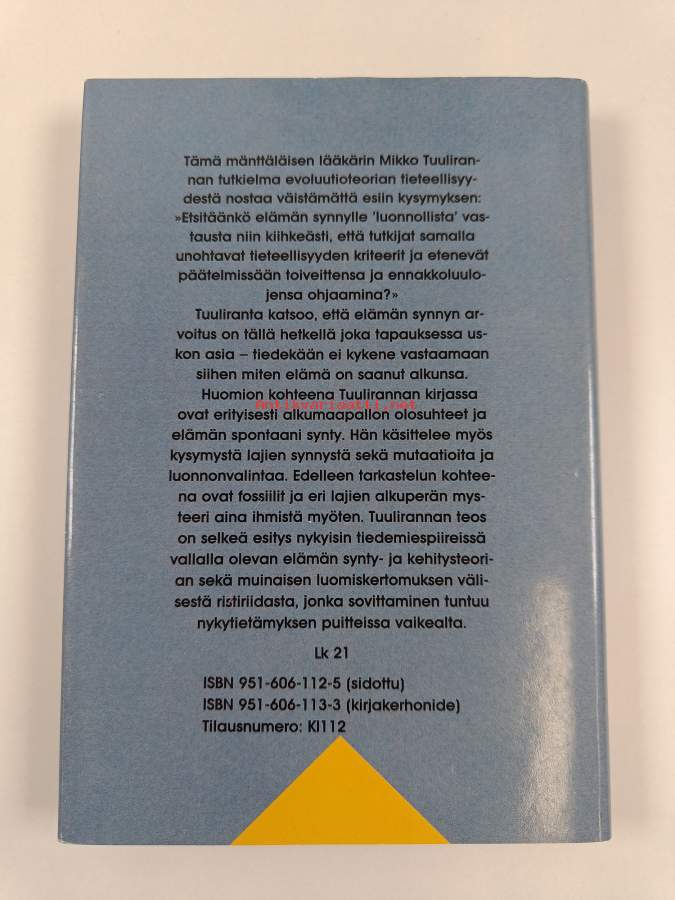 Tämä mänttäläisen lääkärin Mikko Tuuliran-
nan tutkielma evoluutioteorian tieteellisyy-
destä nostaa väistämättä esiin kysymyksen:
»Etsitäänkö elämän synnylle 'luonnollista' vas-
tausta niin kiihkeästi, että tutkijat samalla
unohtavat tieteellisyyden kriteerit ja etenevät
päätelmissään toiveittensa ja ennakkoluulo-
jensa ohjaamina?»
Tuuliranta katsoo, että elämän synnyn ar-
voitus on tällä hetkellä joka tapauksessa us-
kon asia – tiedekään ei kykene vastaamaan
siihen miten elämä on saanut alkunsa.
Huomion kohteena Tuulirannan kirjassa
Antikvariaatti.net
ovat erityisesti alkumaapallon olosuhteet ja
elämän spontaani synty. Hän käsittelee myös
kysymystä lajien synnystä sekä mutaatioita ja
luonnonvalintaa. Edelleen tarkastelun kohtee-
na ovat fossiilit ja eri lajien alkuperän mys-
teeri aina ihmistä myöten. Tuulirannan teos
on selkeä esitys nykyisin tiedemiespiireissä
vallalla olevan elämän synty- ja kehitysteori-
an sekä muinaisen luomiskertomuksen väli-
sestä ristiriidasta, jonka sovittaminen tuntuu
nykytietämyksen puitteissa vaikealta.
Lk 21
ISBN 951-606-112-5 (sidottu)
ISBN 951-606-113-3 (kirjakerhonide)
Tilausnumero: KI112